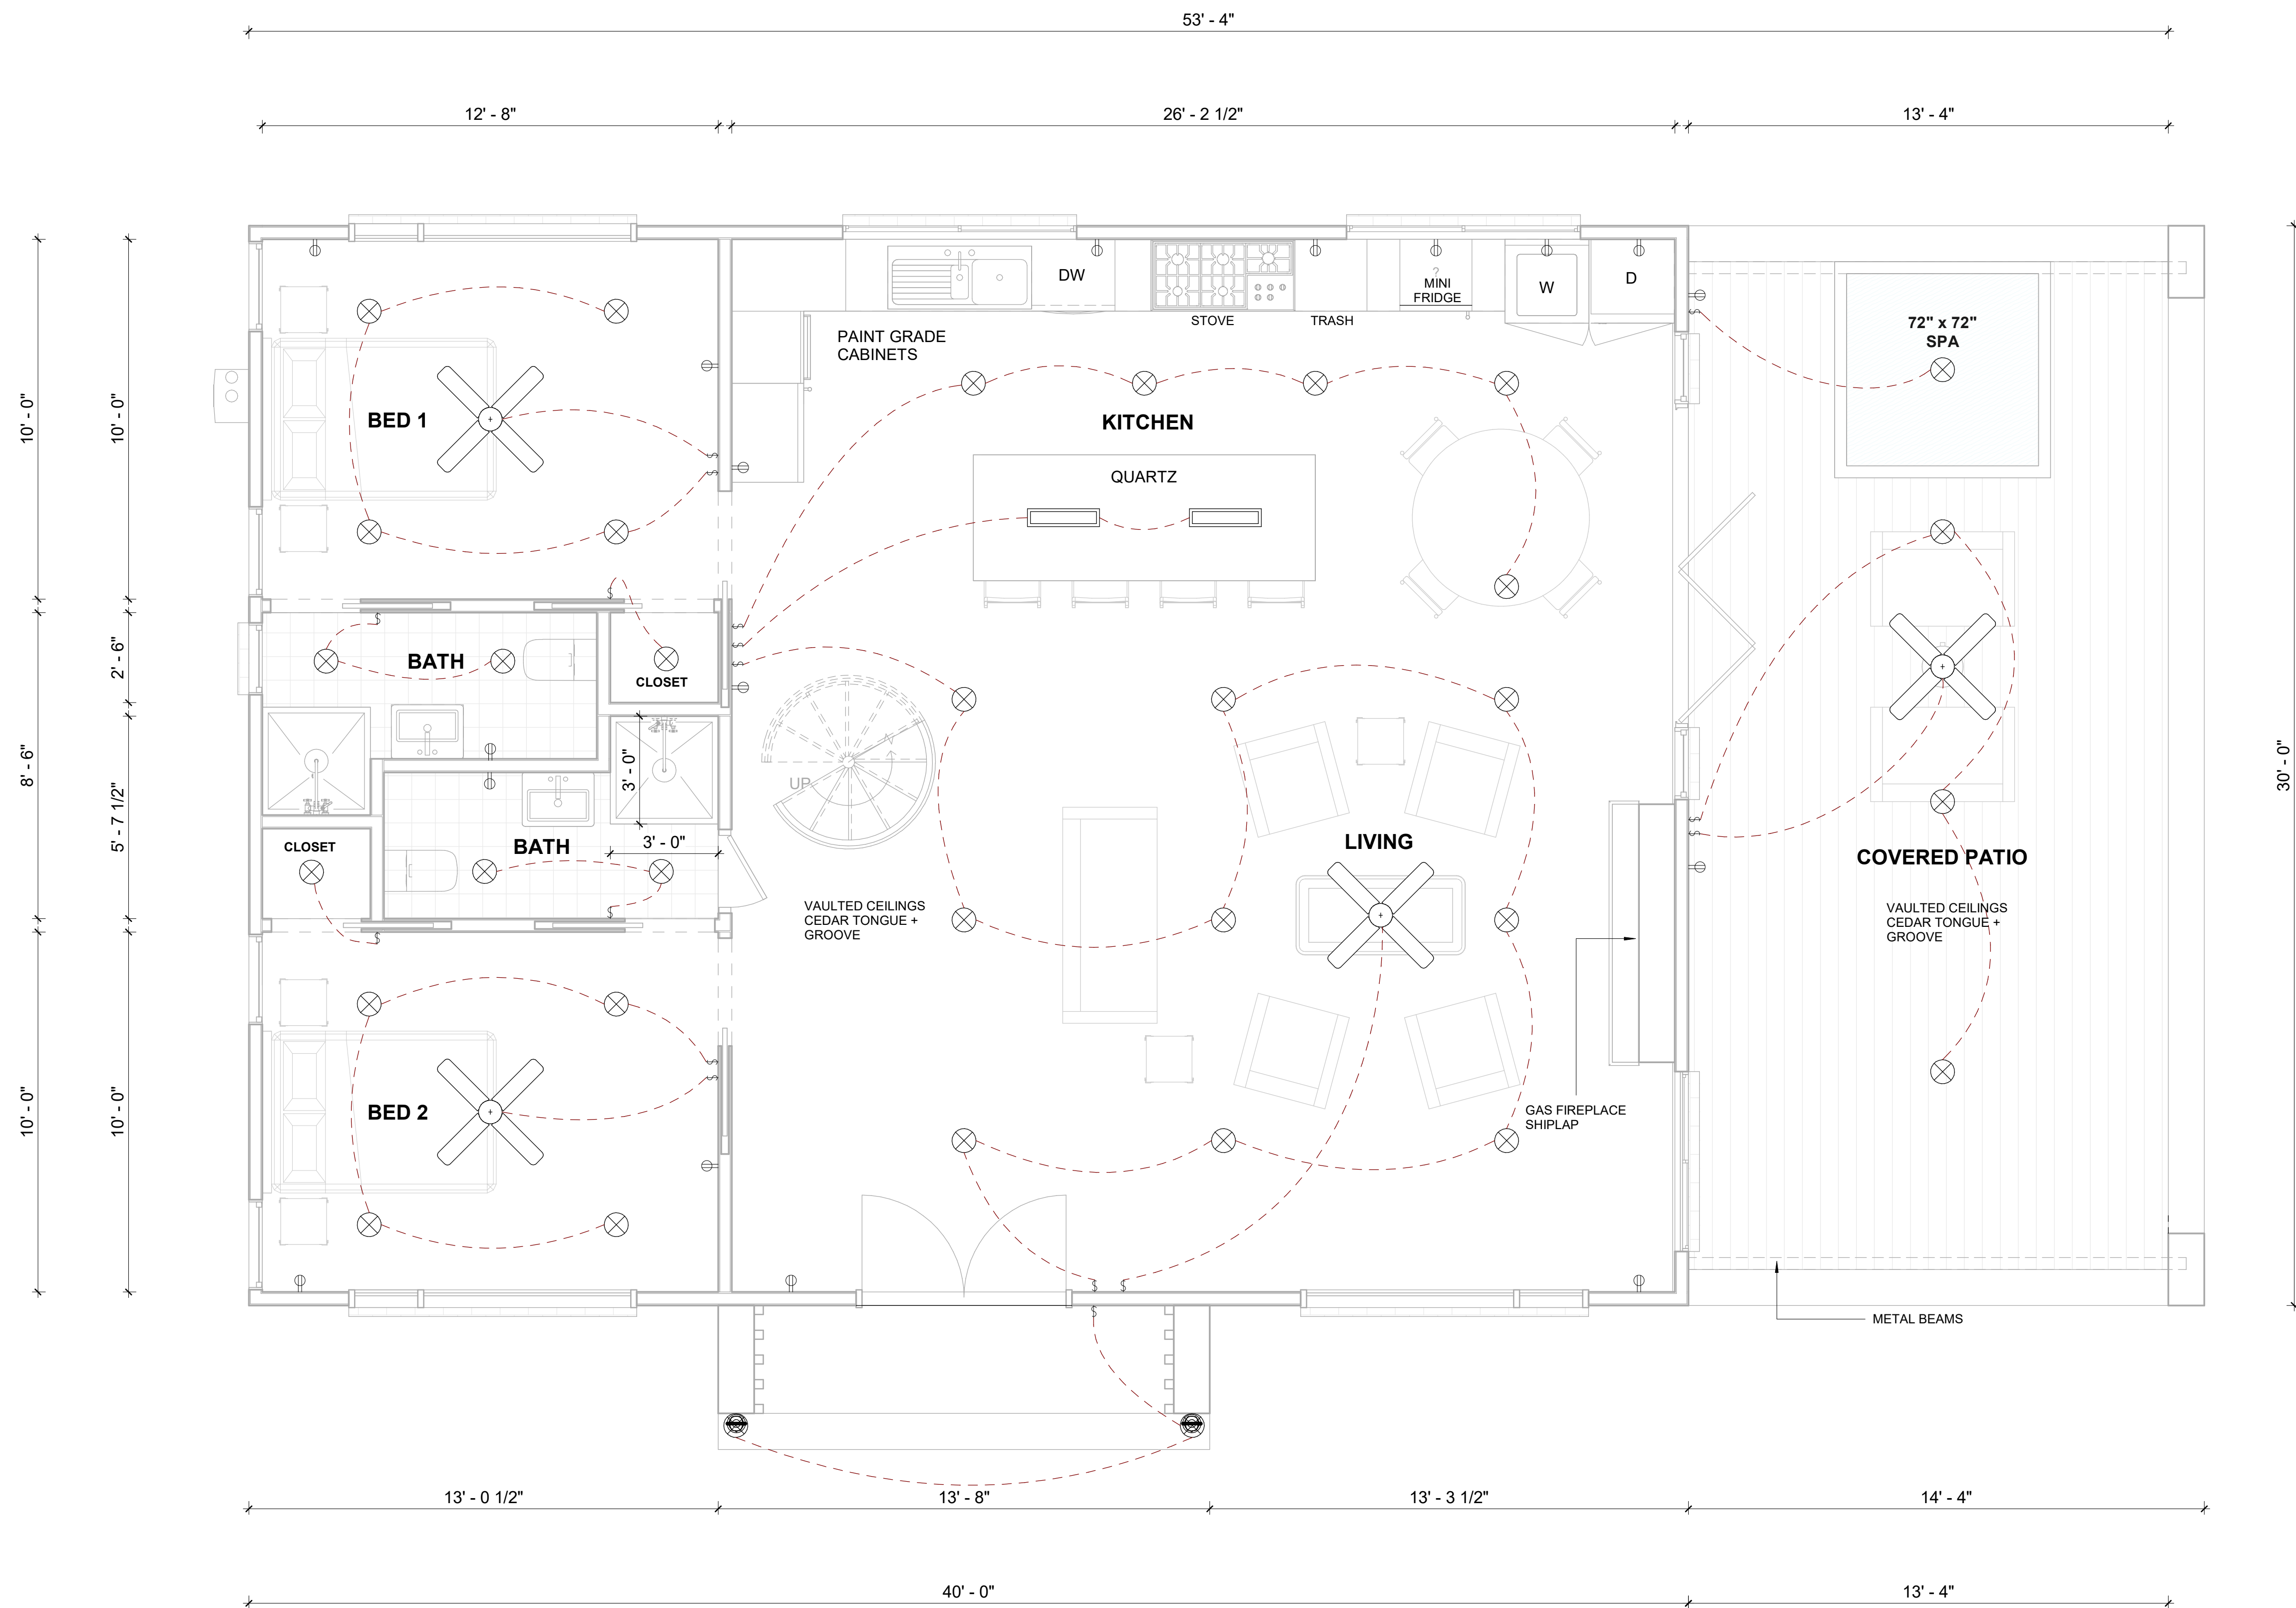 53' - 4"
12' - 8"
26' - 2 1/2"
13' - 4"
DW
?
MINI
FRIDGE
W
D
STOVE
TRASH
PAINT GRADE
CABINETS
72" x 72"
SPA
10' - 0"
10' - 0"
BED 1
KITCHEN
QUARTZ
2' - 6"
BATH
CLOSET
8' - 6"
5' - 7 1/2"
3' - 0"
UP
30' - 0"
CLOSET
BATH
3' - 0"
LIVING
COVERED PATIO
VAULTED CEILINGS
CEDAR TONGUE +
GROOVE
VAULTED CEILINGS
CEDAR TONGUE +
GROOVE
10' - 0"
10' - 0"
BED 2
GAS FIREPLACE
SHIPLAP
METAL BEAMS
13' - 0 1/2"
13' - 8"
13' - 3 1/2"
14' - 4"
40' - 0"
13' - 4"